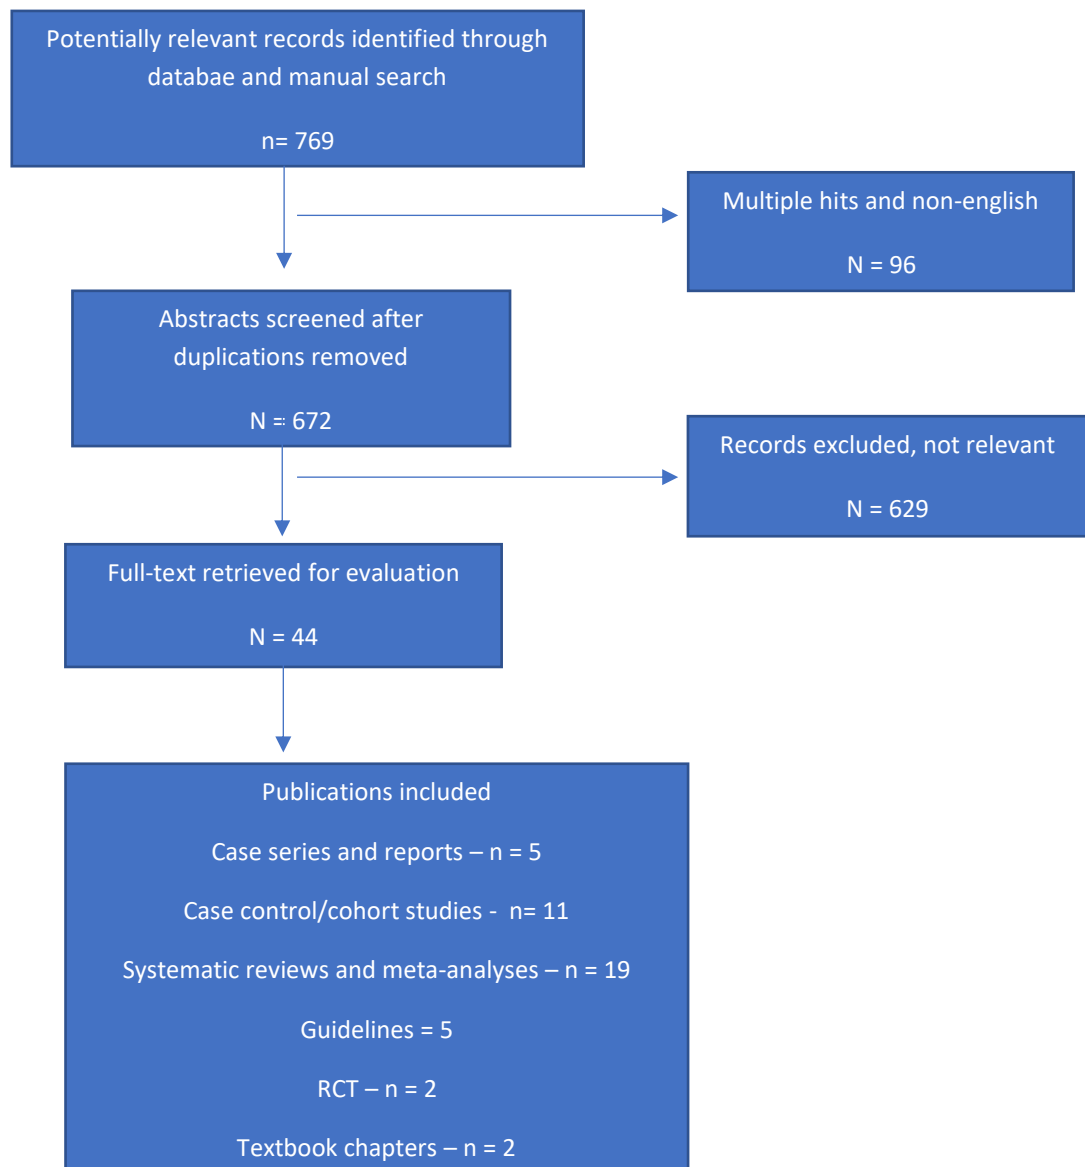 Potentially relevant records identified through
databae and manual search
n= 769
Multiple hits and non-english
N = 96
Abstracts screened after
duplications removed
N = 672
Records excluded, not relevant
N = 629
Full-text retrieved for evaluation
N = 44
Publications included
Case series and reports – n = 5
Case control/cohort studies - n= 11
Systematic reviews and meta-analyses – n = 19
Guidelines = 5
RCT – n = 2
Textbook chapters – n = 2